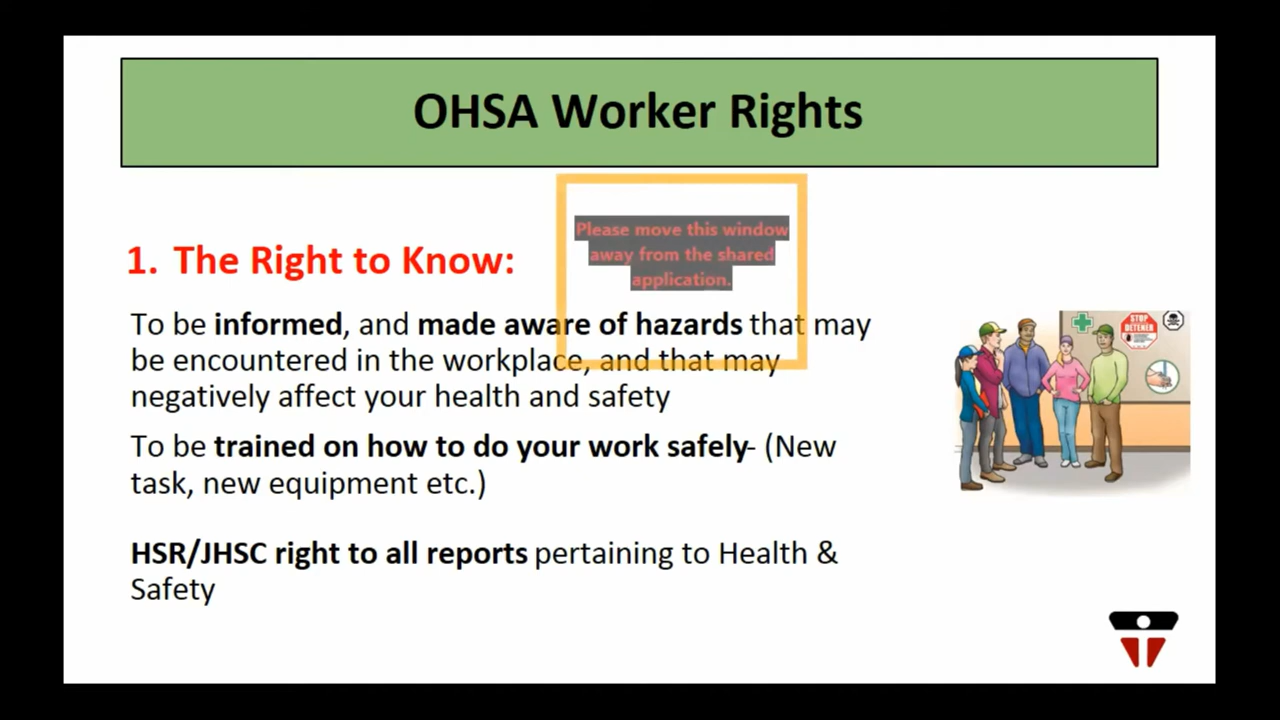 OHSA Worker Rights
Please move this window
away from the shared
application.
1. The Right to Know:
To be informed, and made aware of hazards that may
be encountered in the workplace, and that may
negatively affect your health and safety
To be trained on how to do your work safely- (New
task, new equipment etc.)
HSR/JHSC right to all reports pertaining to Health &
Safety
STOP